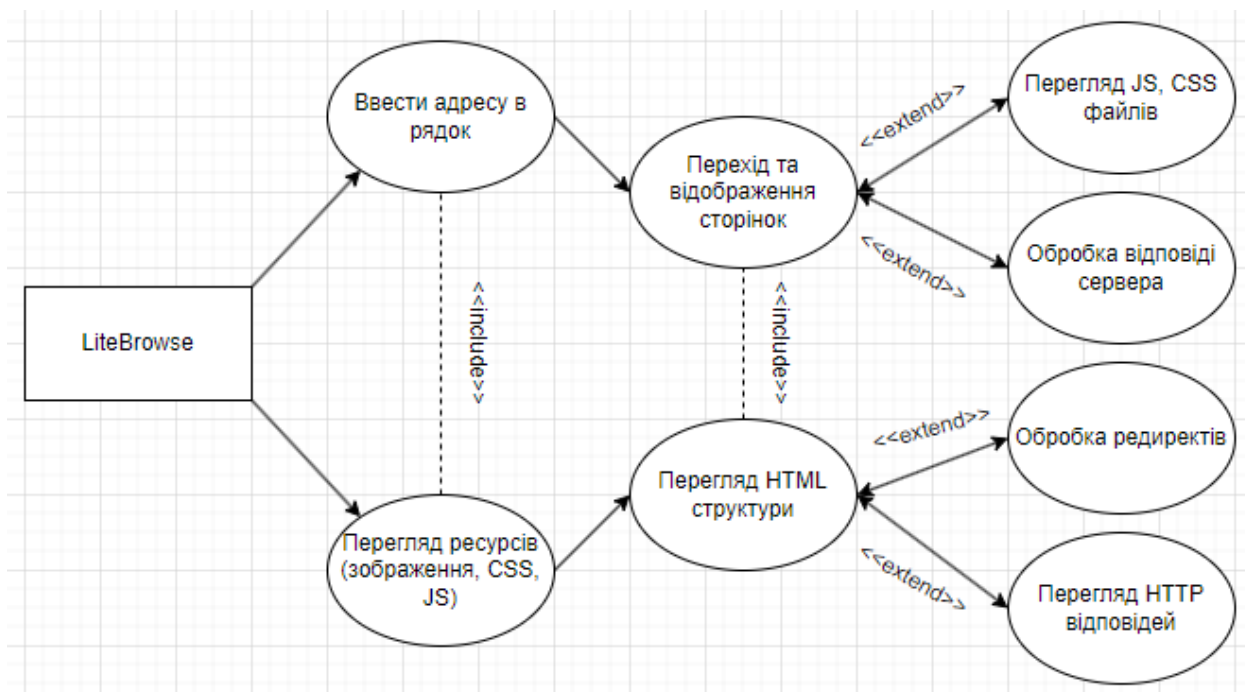 Ввести адресу в
рядок
Перегляд JS, CSS
файлів
<<extend>>
Перехід та
відображення
сторінок
<<extend>>
Обробка відповіді
сервера
LiteBrowse
<<include>>
<<include>>
<<extend>>
Обробка редиректів
Перегляд HTML
структури
Перегляд ресурсів
(зображення, CSS,
JS)
<<extend>>
Перегляд HTTP
відповідей